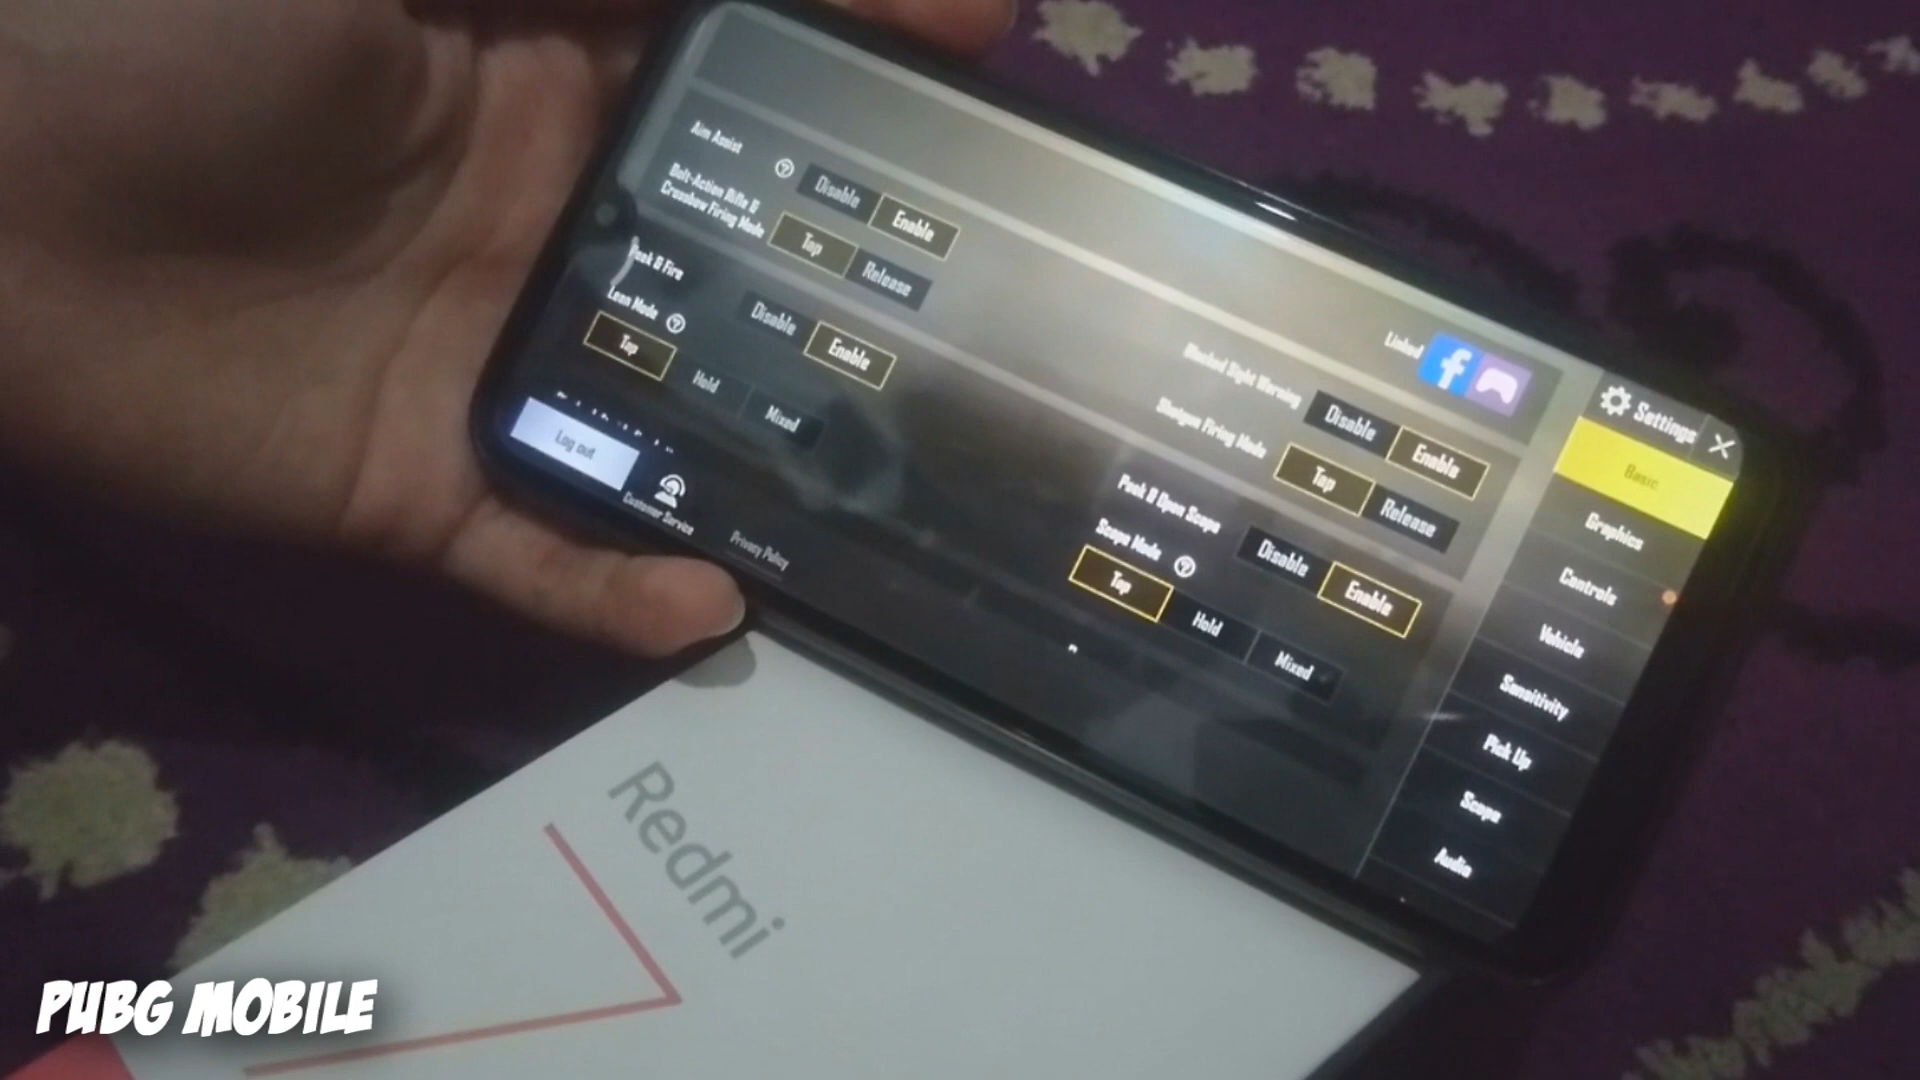 Aim Assist
Disable
Enable
Bolt-Action Rifle &
Crossbow Firing Mode
Tap
Release
Peek & Fire
Disable
Enable
Lean Mode
Tap
Hold
Mixed
Log out
Customer Service
Privacy Policy
Linked
Blocked Sight Warning
Disable
Enable
Shotgun Firing Mode
Tap
Release
Peek & Open Scope
Disable
Enable
Scope Mode
Tap
Hold
Mixed
Settings
Basic
Graphics
Controls
Vehicle
Sensitivity
Pick Up
Scope
Audio
Redmi
PUBG MOBILE